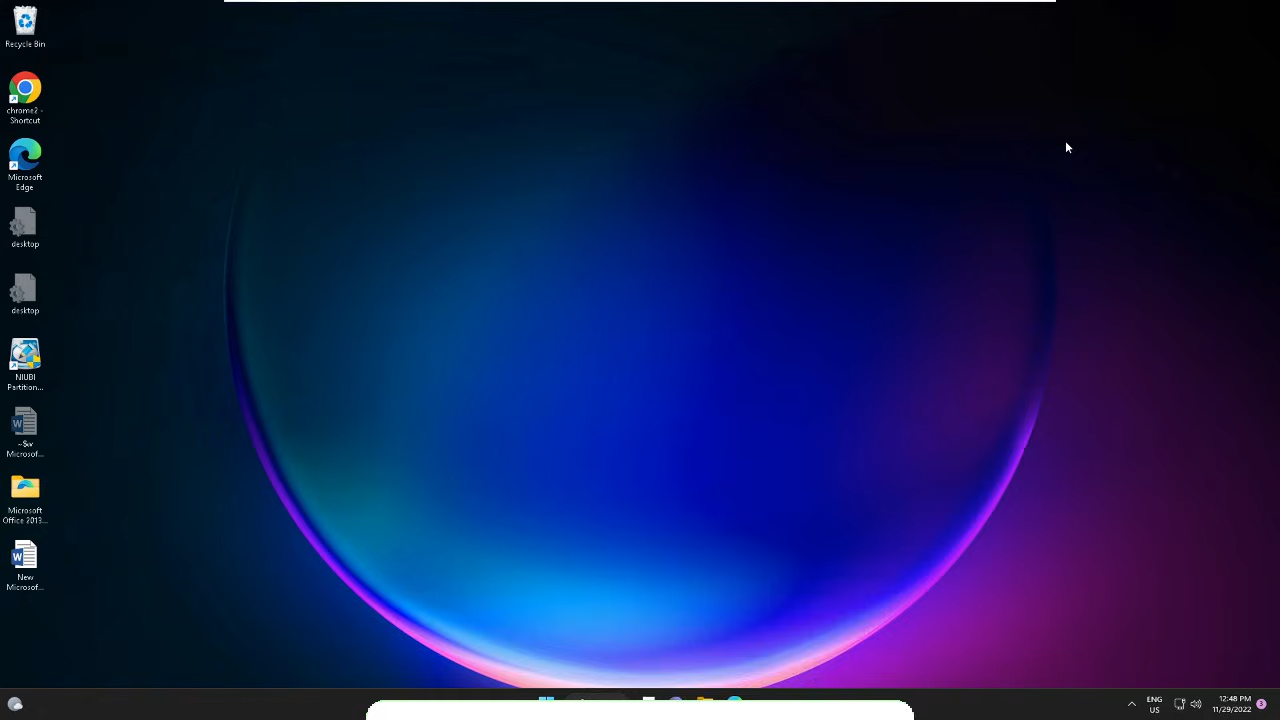 Recycle Bin
chrome2 -
Shortcut
Microsoft
Edge
desktop
desktop
NIUBI
Partition...
~$w
Microsof...
Microsoft
Office 2013...
New
Microsof...
ENG
US
12:48 PM
11/29/2022
3